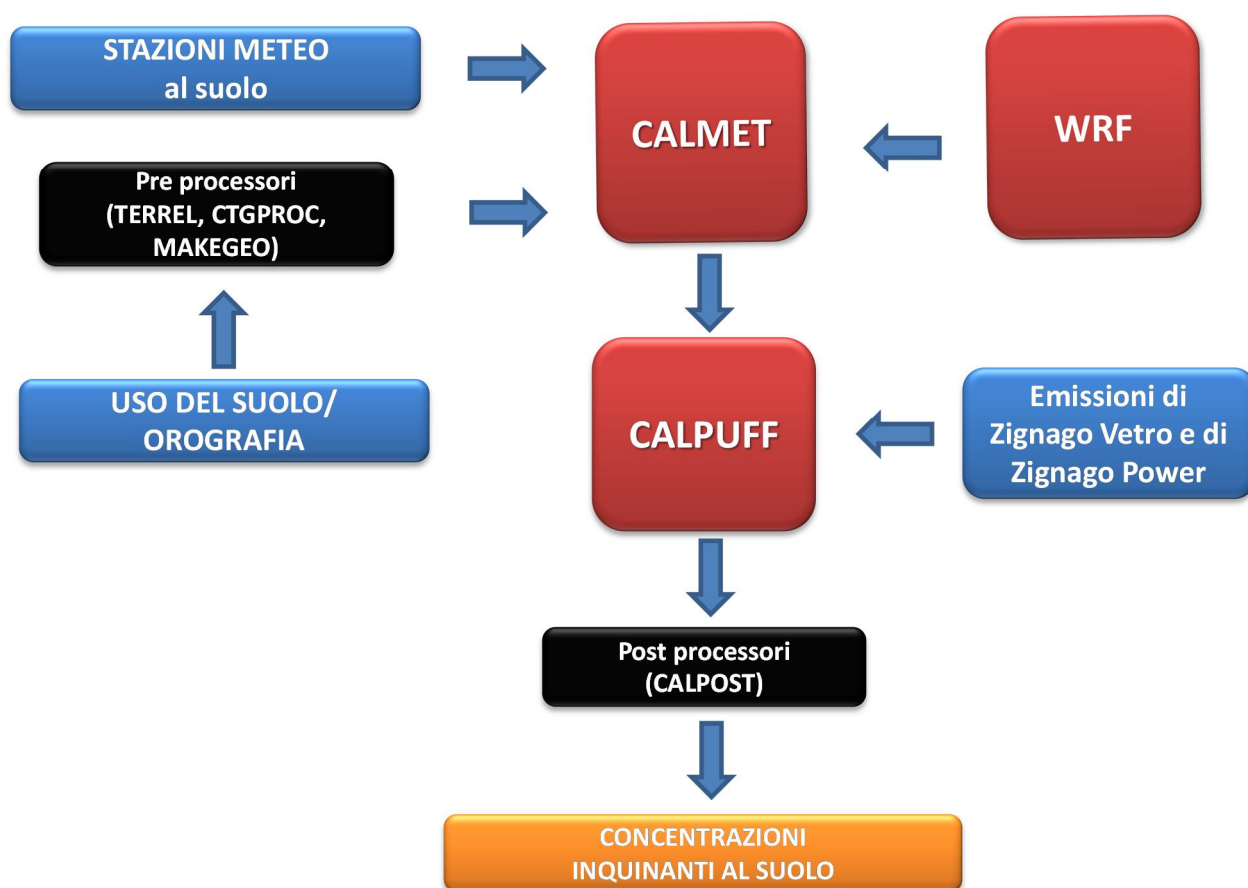 STAZIONI METEO
al suolo
CALMET
WRF
Pre processori
(TERREL, CTGPROC,
MAKEGEO)
USO DEL SUOLO/
OROGRAFIA
CALPUFF
Emissioni di
Zignago Vetro e di
Zignago Power
Post processori
(CALPOST)
CONCENTRAZIONI
INQUINANTI AL SUOLO